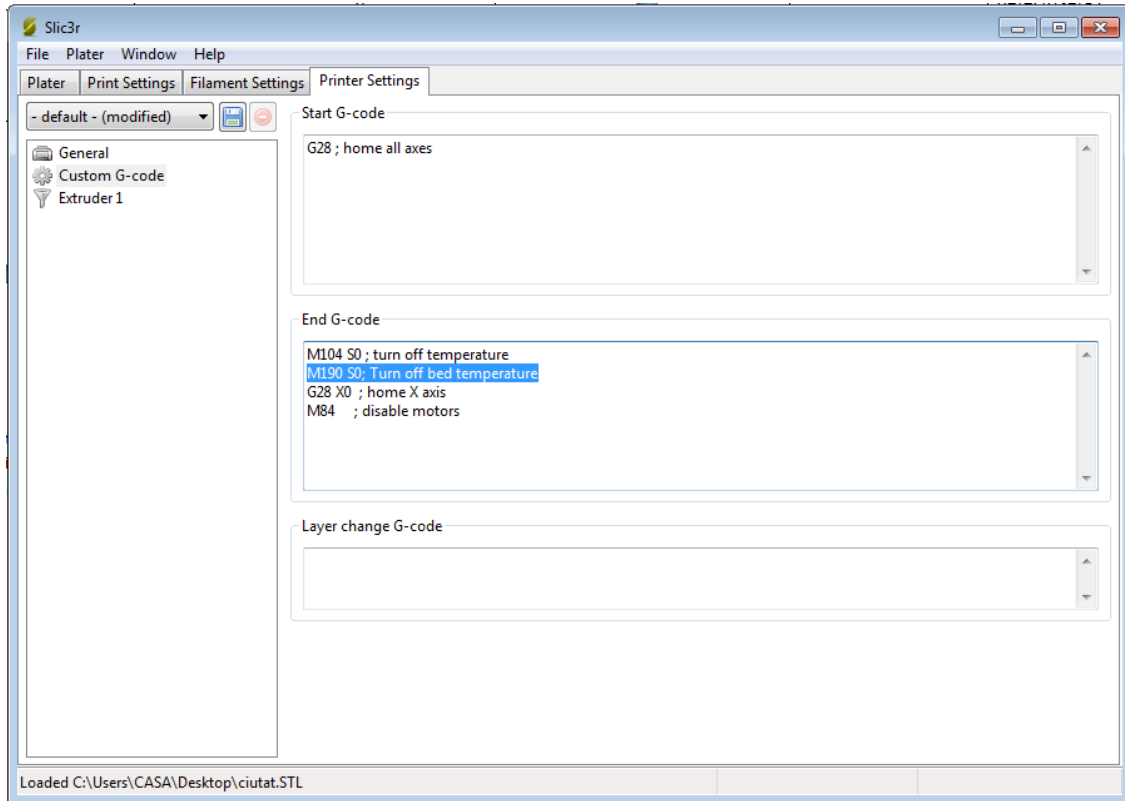 Slic3r
File Plater Window Help
Plater Print Settings Filament Settings Printer Settings
- default - (modified)
General
Custom G-code
Extruder 1
Start G-code
G28 ; home all axes
End G-code
M104 S0 ; turn off temperature
M190 S0; Turn off bed temperature
G28 X0  ; home X axis
M84    ; disable motors
Layer change G-code
Loaded C:\Users\CASA\Desktop\ciutat.STL